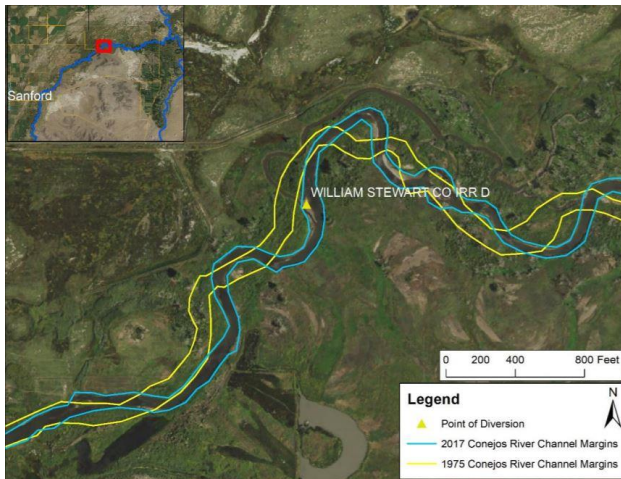 Sanford
WILLIAM STEWART CO IRR D
0 200 400 800 Feet
Legend
N
Point of Diversion
2017 Conejos River Channel Margins
1975 Conejos River Channel Margins